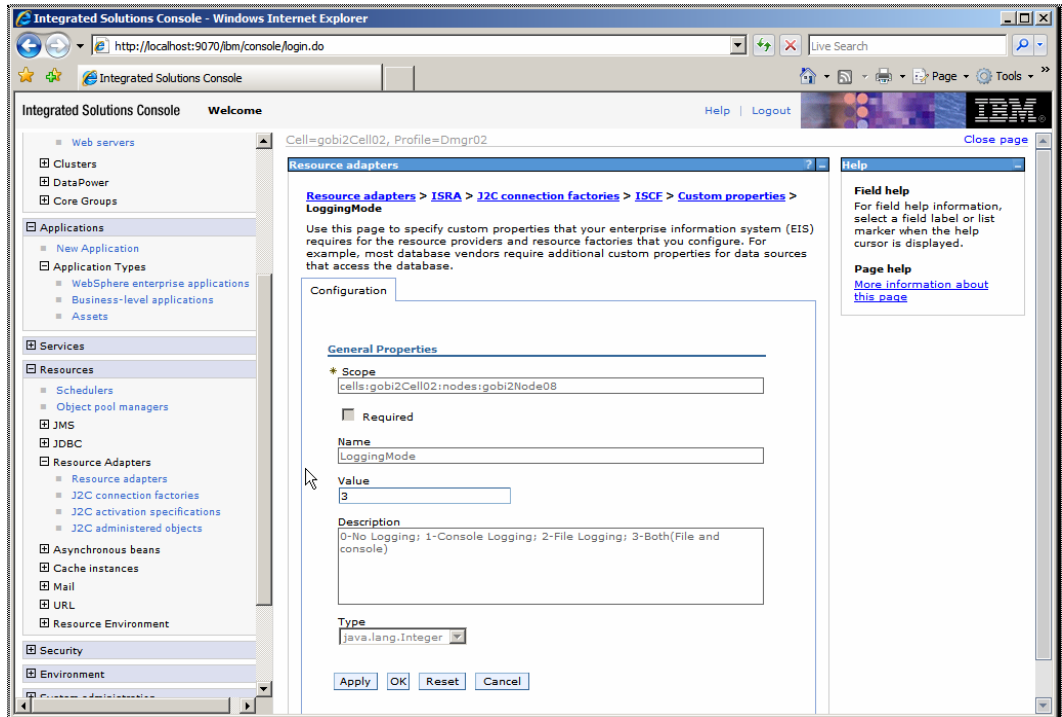 Integrated Solutions Console - Windows Internet Explorer
http://localhost:9070/ibm/console/login.do
Live Search
Integrated Solutions Console
Page
Tools
»
Integrated Solutions Console Welcome
Help | Logout
IBM
Web servers
Clusters
DataPower
Core Groups
Applications
New Application
Application Types
WebSphere enterprise applications
Business-level applications
Assets
Services
Resources
Schedulers
Object pool managers
JMS
JDBC
Resource Adapters
Resource adapters
J2C connection factories
J2C activation specifications
J2C administered objects
Asynchronous beans
Cache instances
Mail
URL
Resource Environment
Security
Environment
Cell=gobi2Cell02, Profile=Dmgr02
Close page
Resource adapters
? -
Resource adapters > ISRA > J2C connection factories > ISCF > Custom properties >
LoggingMode
Use this page to specify custom properties that your enterprise information system (EIS)
requires for the resource providers and resource factories that you configure. For
example, most database vendors require additional custom properties for data sources
that access the database.
Configuration
General Properties
* Scope
cells:gobi2Cell02:nodes:gobi2Node08
Required
Name
LoggingMode
Value
3
Description
0-No Logging; 1-Console Logging; 2-File Logging; 3-Both(File and
console)
Type
java.lang.Integer
Apply OK Reset Cancel
Help
Field help
For field help information,
select a field label or list
marker when the help
cursor is displayed.
Page help
More information about
this page